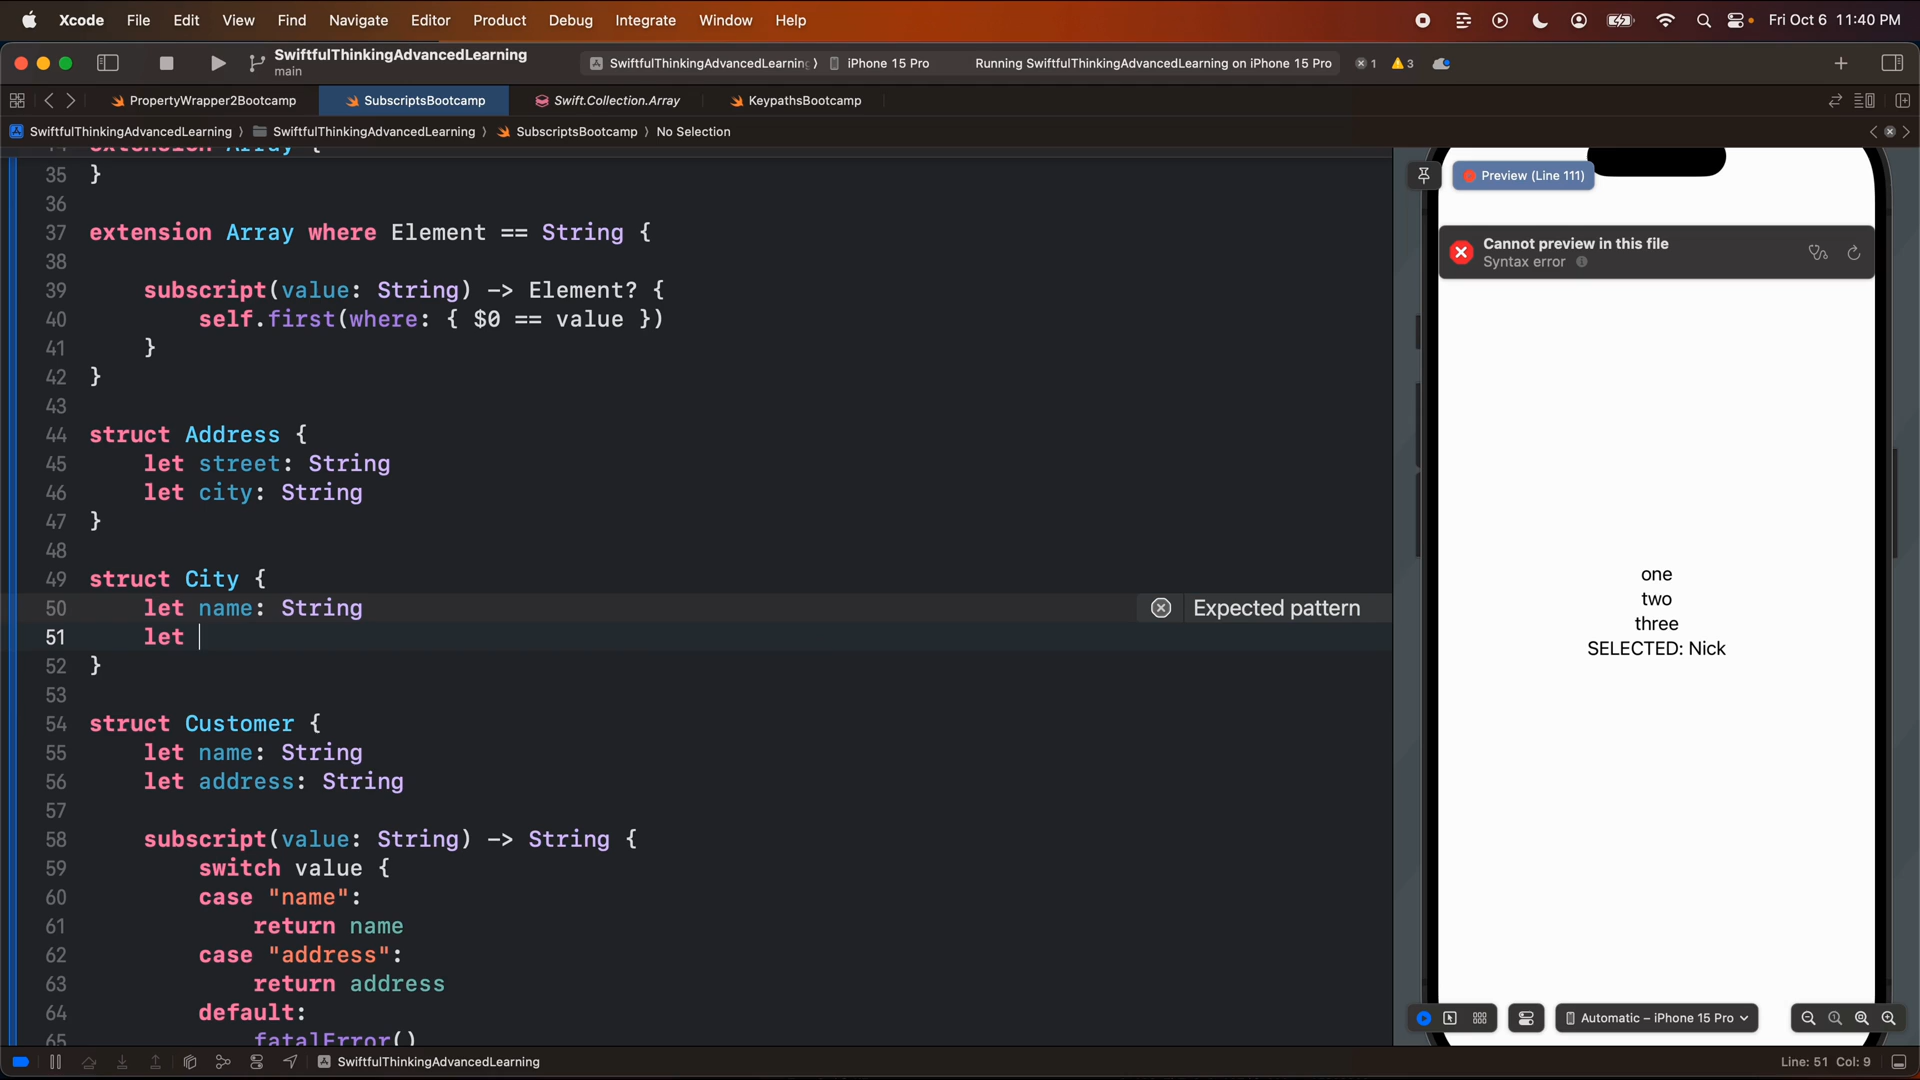 Xcode File Edit View Find Navigate Editor Product Debug Integrate Window Help Fri Oct 6 11:40 PM
SwiftfulThinkingAdvancedLearning
main
SwiftfulThinkingAdvancedLearning 〉 iPhone 15 Pro Running SwiftfulThinkingAdvancedLearning on iPhone 15 Pro 1 3
PropertyWrapper2Bootcamp SubscriptsBootcamp Swift.Collection.Array KeypathsBootcamp
SwiftfulThinkingAdvancedLearning 〉 SwiftfulThinkingAdvancedLearning 〉 SubscriptsBootcamp 〉 No Selection
14 extension Array {
35 }
36
37 extension Array where Element == String {
38
39 subscript(value: String) -> Element? {
40 self.first(where: { $0 == value })
41 }
42 }
43
44 struct Address {
45 let street: String
46 let city: String
47 }
48
49 struct City {
50 let name: String Expected pattern
51 let
52 }
53
54 struct Customer {
55 let name: String
56 let address: String
57
58 subscript(value: String) -> String {
59 switch value {
60 case "name":
61 return name
62 case "address":
63 return address
64 default:
65 fatalError()
Preview (Line 111)
Cannot preview in this file
Syntax error
one
two
three
SELECTED: Nick
Automatic – iPhone 15 Pro
SwiftfulThinkingAdvancedLearning Line: 51 Col: 9